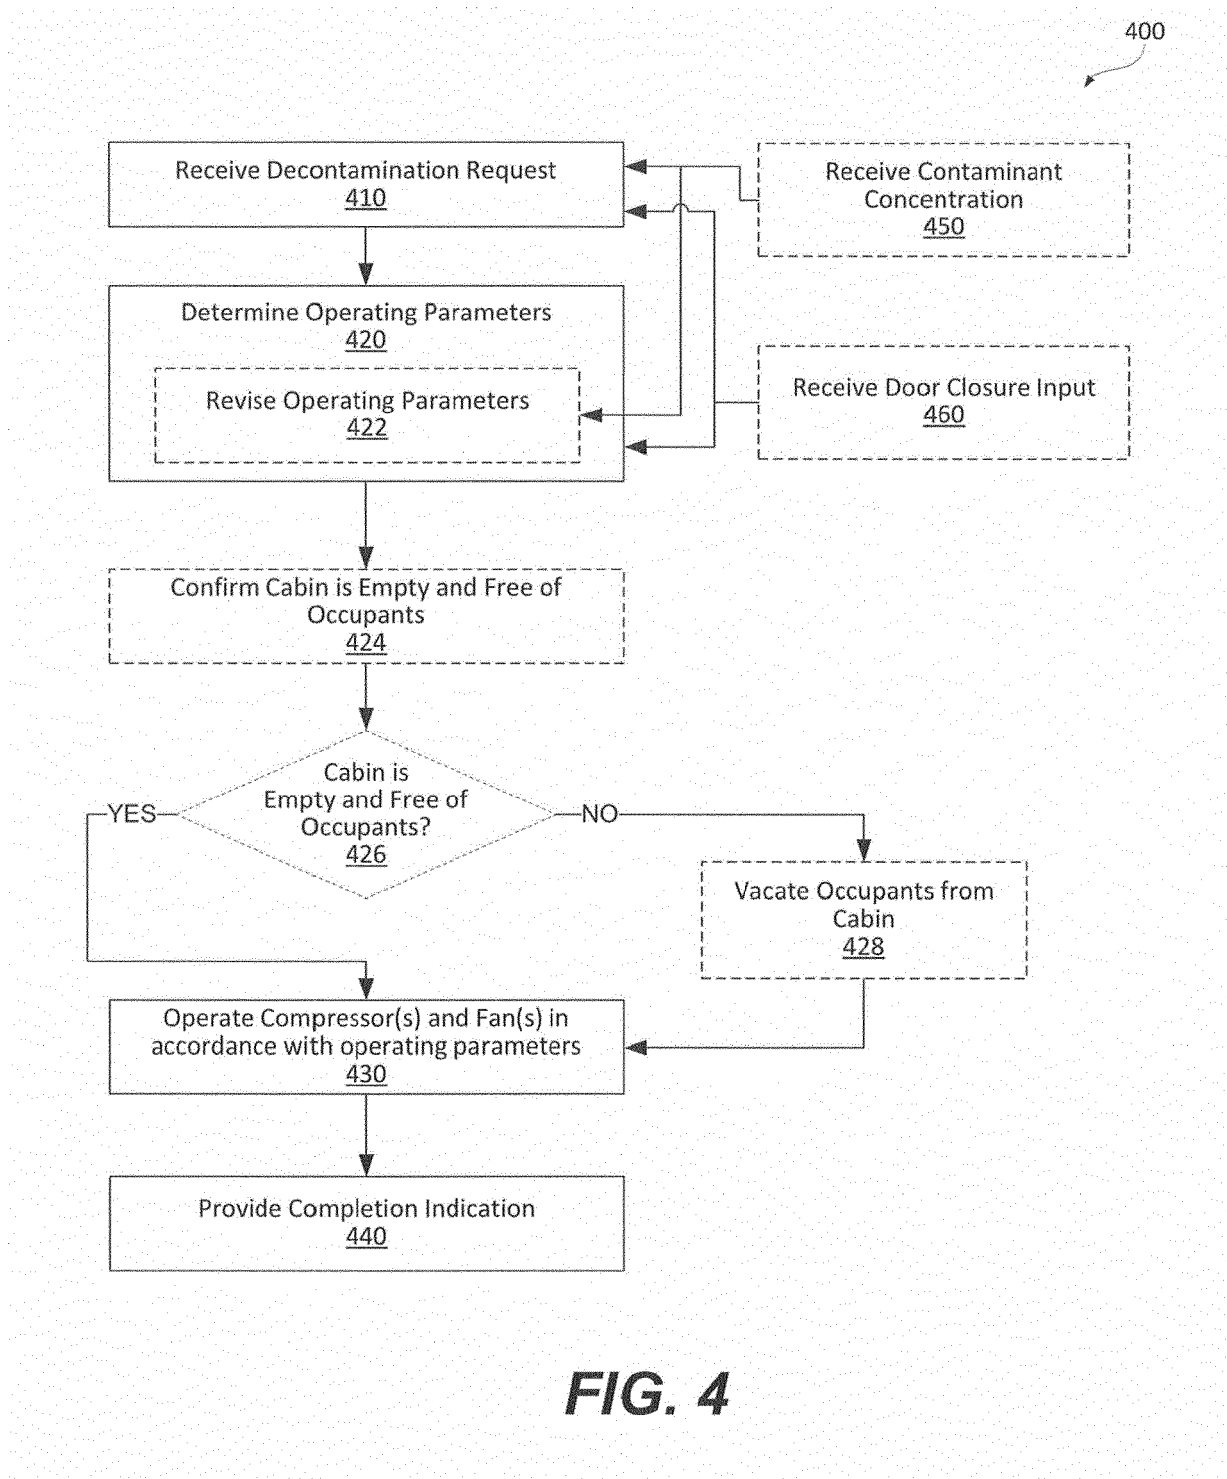 400
Receive Decontamination Request
410
Receive Contaminant
Concentration
450
Determine Operating Parameters
420
Revise Operating Parameters
422
Receive Door Closure Input
460
Confirm Cabin is Empty and Free of
Occupants
424
Cabin is
Empty and Free of
Occupants?
426
YES
NO
Vacate Occupants from
Cabin
428
Operate Compressor(s) and Fan(s) in
accordance with operating parameters
430
Provide Completion Indication
440
FIG. 4